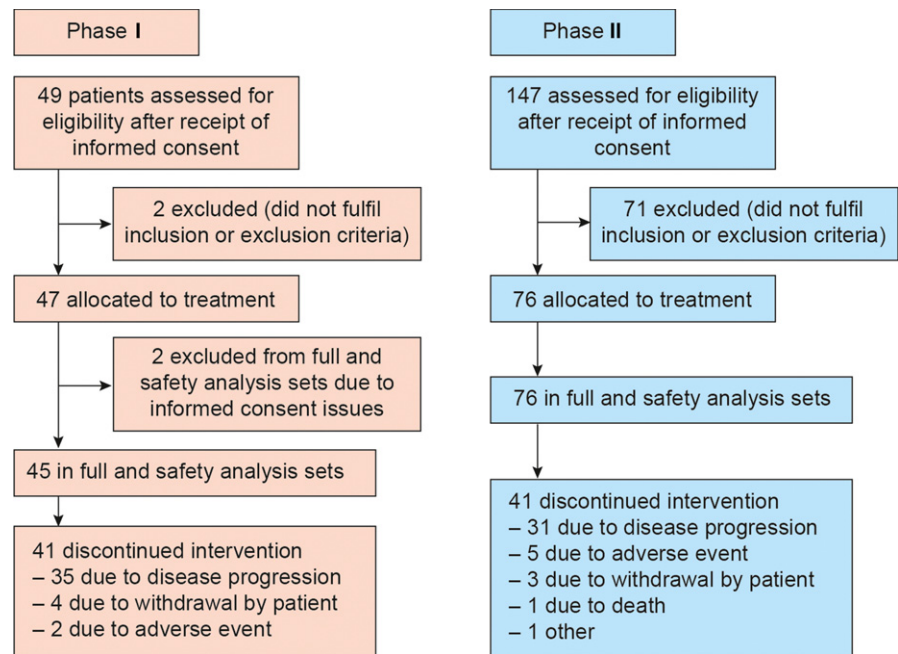 Phase I
49 patients assessed for
eligibility after receipt of
informed consent
2 excluded (did not fulfil
inclusion or exclusion criteria)
47 allocated to treatment
2 excluded from full and
safety analysis sets due to
informed consent issues
45 in full and safety analysis sets
41 discontinued intervention
– 35 due to disease progression
– 4 due to withdrawal by patient
– 2 due to adverse event
Phase II
147 assessed for eligibility
after receipt of informed
consent
71 excluded (did not fulfil
inclusion or exclusion criteria)
76 allocated to treatment
76 in full and safety analysis sets
41 discontinued intervention
– 31 due to disease progression
– 5 due to adverse event
– 3 due to withdrawal by patient
– 1 due to death
– 1 other